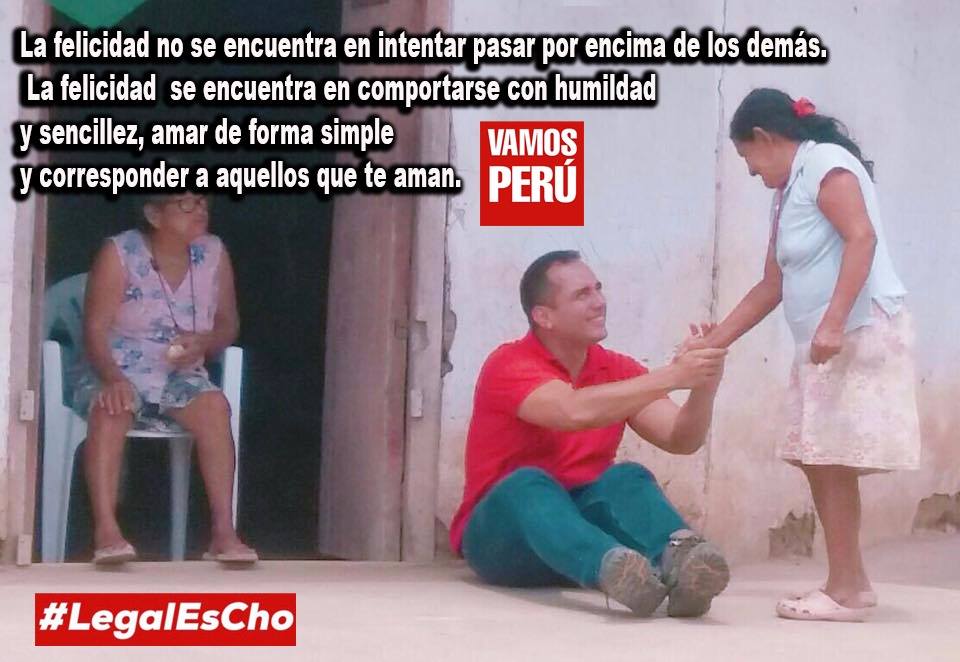 La felicidad no se encuentra en intentar pasar por encima de los demás.
La felicidad se encuentra en comportarse con humildad
y sencillez, amar de forma simple
y corresponder a aquellos que te aman.
VAMOS
PERÚ
#LegalEsCho